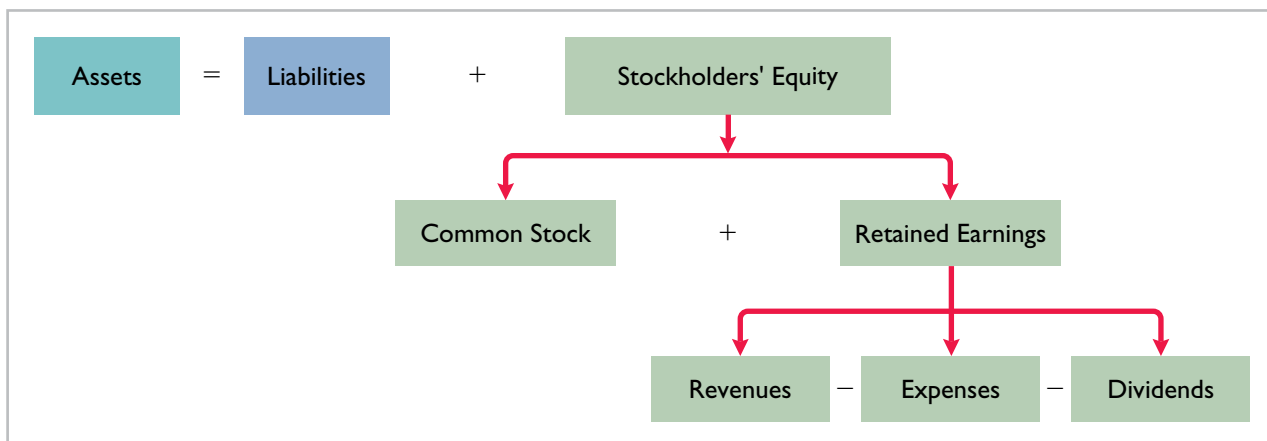 Assets = Liabilities + Stockholders' Equity
Common Stock + Retained Earnings
Revenues – Expenses – Dividends